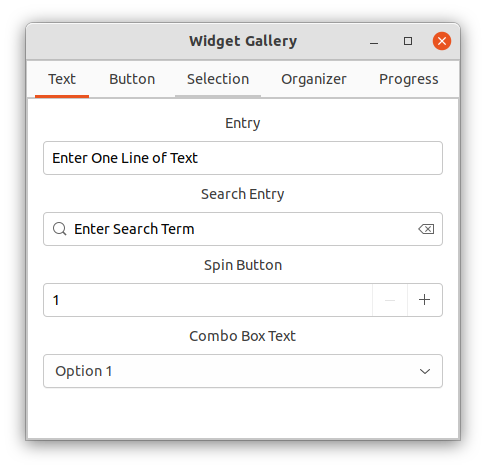 Widget Gallery
Text Button Selection Organizer Progress
Entry
Enter One Line of Text
Search Entry
Enter Search Term
Spin Button
1
Combo Box Text
Option 1